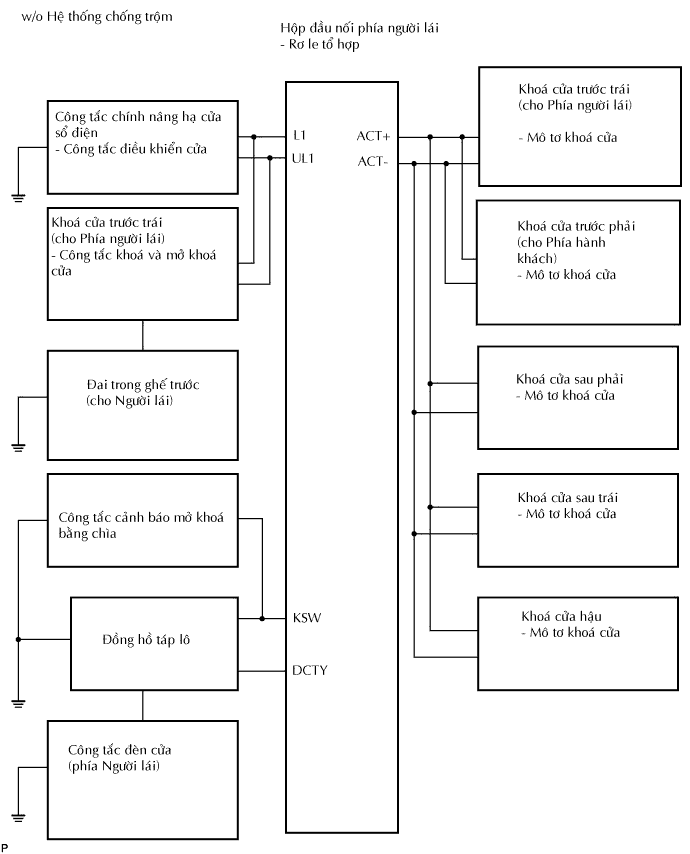 w/o Hệ thống chống trộm
Hộp đầu nối phía người lái
- Rơ le tổ hợp
Công tắc chính nâng hạ cửa
sổ điện
- Công tắc điều khiển cửa
Khoá cửa trước trái
(cho Phía người lái)
- Công tắc khoá và mở khoá
cửa
Đai trong ghế trước
(cho Người lái)
Công tắc cảnh báo mở khoá
bằng chìa
Đồng hồ táp lô
Công tắc đèn cửa
(phía Người lái)
L1
UL1
KSW
DCTY
ACT+
ACT-
Khoá cửa trước trái
(cho Phía người lái)
- Mô tơ khoá cửa
Khoá cửa trước phải
(cho Phía hành
khách)
- Mô tơ khoá cửa
Khoá cửa sau phải
- Mô tơ khoá cửa
Khoá cửa sau trái
- Mô tơ khoá cửa
Khoá cửa hậu
- Mô tơ khoá cửa
P